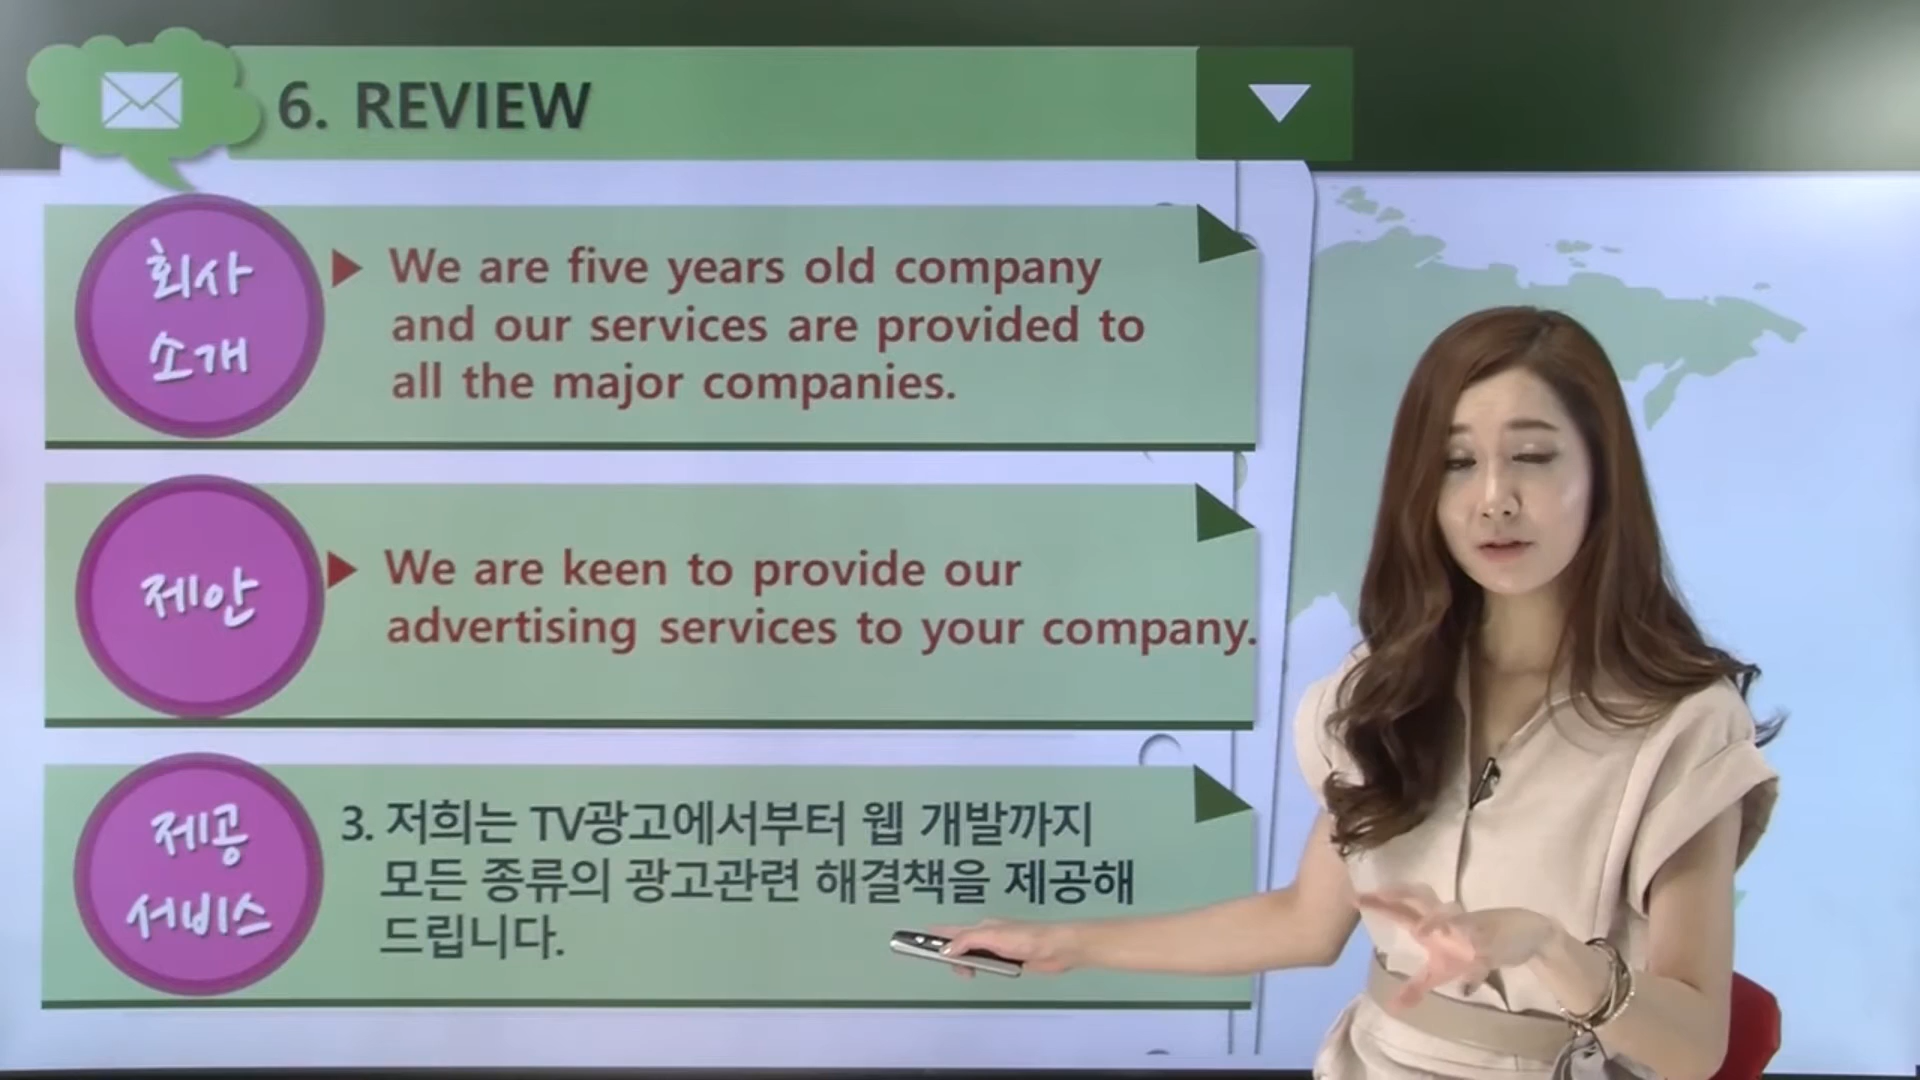 6. REVIEW
회사
소개
We are five years old company
and our services are provided to
all the major companies.
제안
We are keen to provide our
advertising services to your company.
제공
서비스
3. 저희는 TV광고에서부터 웹 개발까지
모든 종류의 광고관련 해결책을 제공해
드립니다.